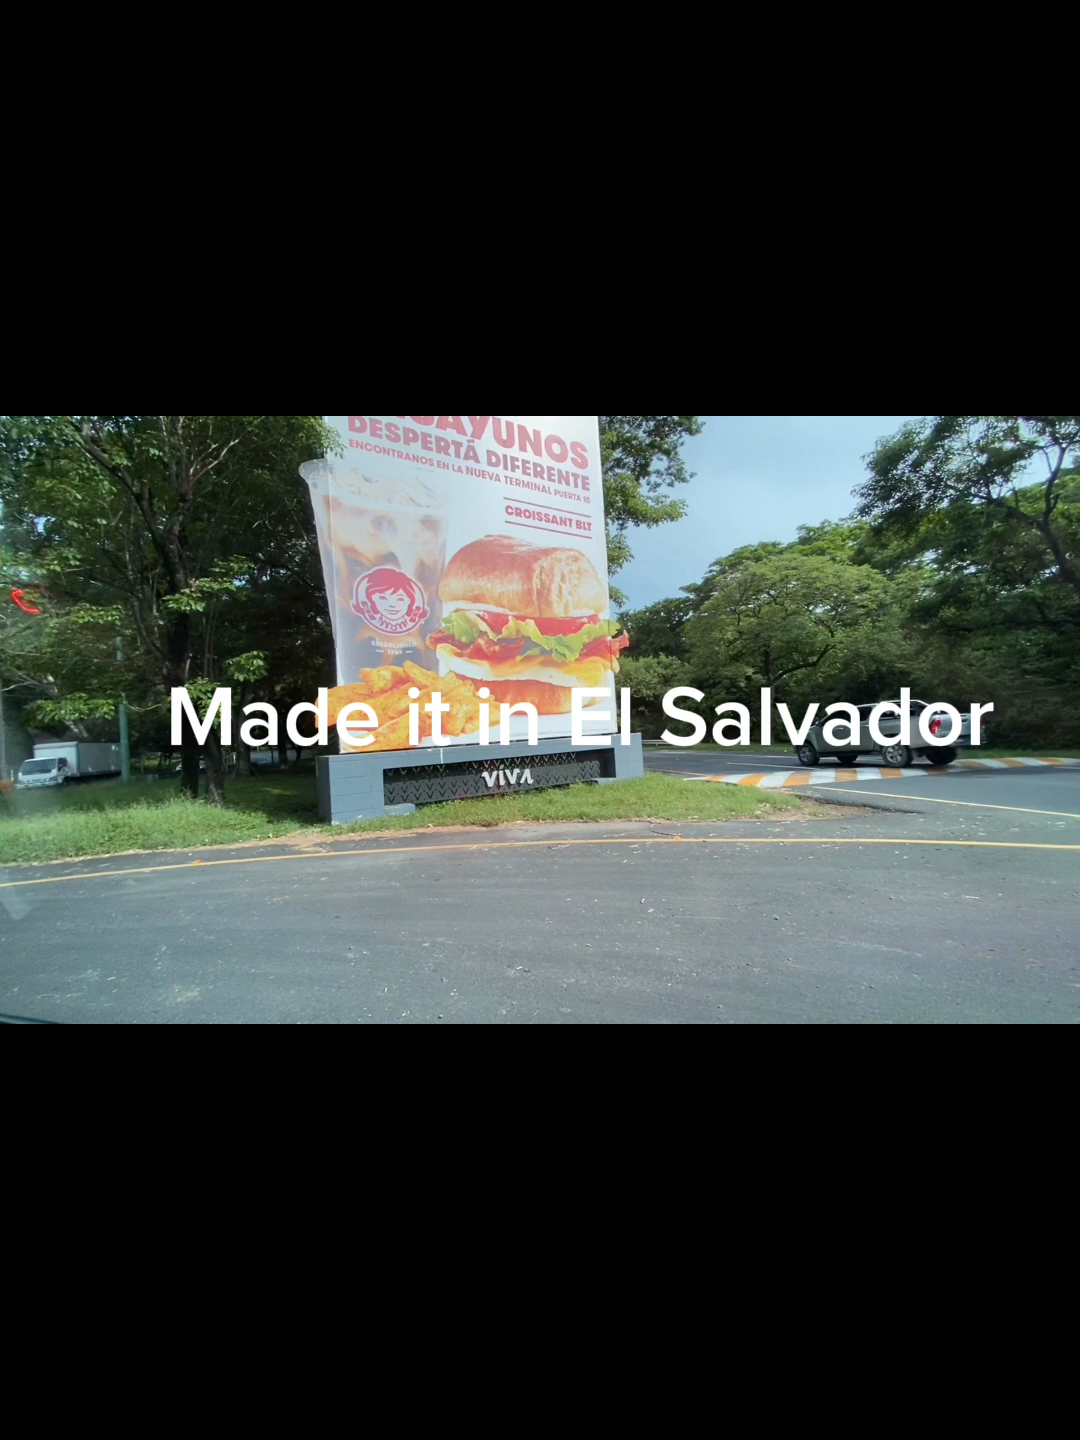 DESPERTÁ DIFERENTE
ENCONTRANOS EN LA NUEVA TERMINAL PUERTA 15
CROISSANT BLT
Made it in El Salvador
VIVA